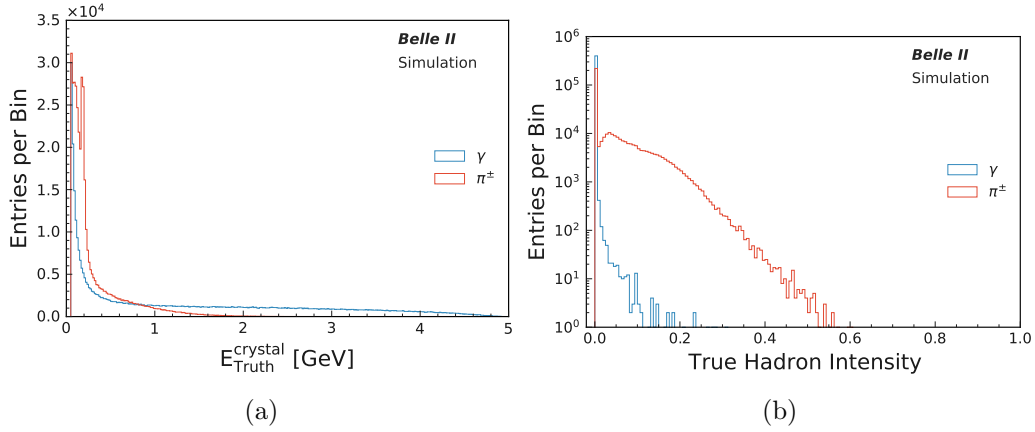 ×10⁴
3.5
3.0
2.5
2.0
1.5
1.0
0.5
0.0
Entries per Bin
Belle II
Simulation
γ
π±
0 1 2 3 4 5
E^crystal_Truth [GeV]
(a)
10⁶
10⁵
10⁴
10³
10²
10¹
10⁰
Entries per Bin
Belle II
Simulation
γ
π±
0.0 0.2 0.4 0.6 0.8 1.0
True Hadron Intensity
(b)